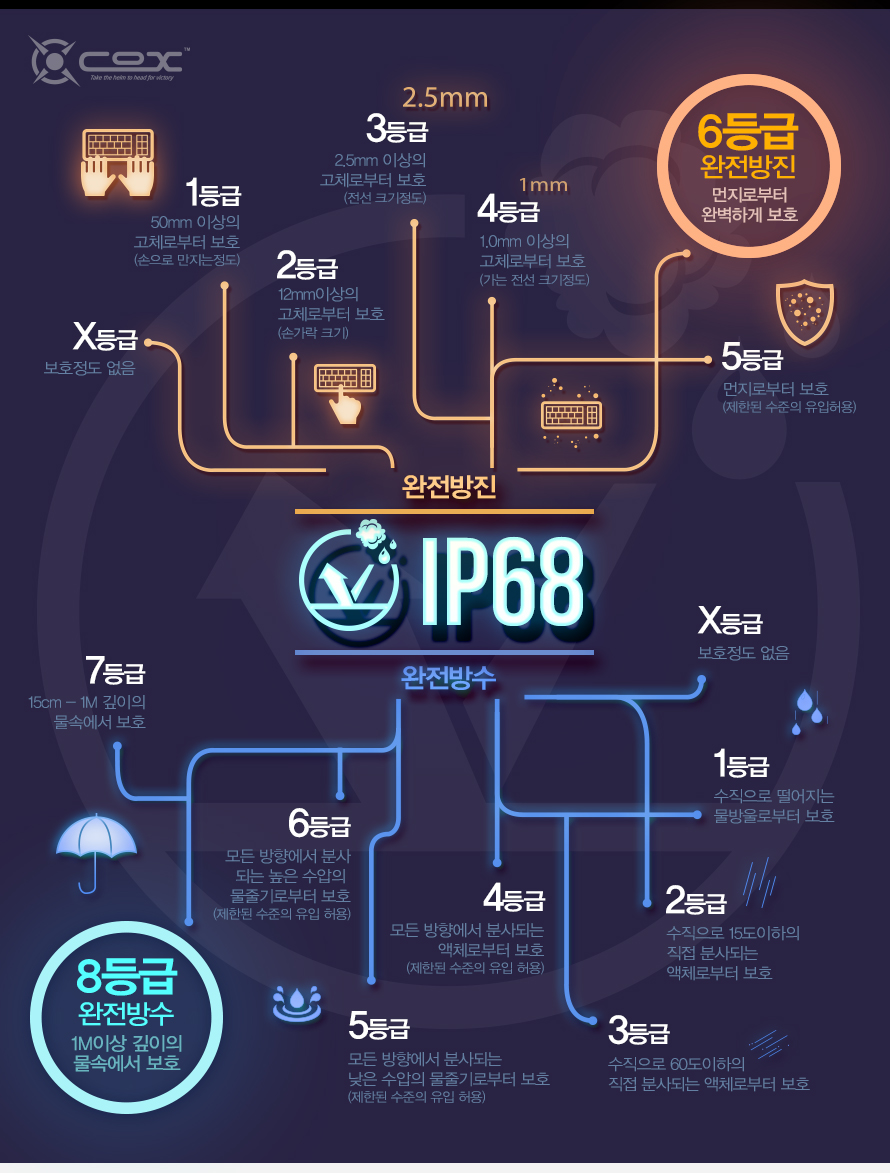 COX™
Take the helm to head for victory
2.5mm
3등급
2.5mm 이상의
고체로부터 보호
(전선 크기정도)
6등급
완전방진
먼지로부터
완벽하게 보호
1등급
50mm 이상의
고체로부터 보호
(손으로 만지는정도)
1mm
4등급
1.0mm 이상의
고체로부터 보호
(가는 전선 크기정도)
2등급
12mm이상의
고체로부터 보호
(손가락 크기)
X등급
보호정도 없음
5등급
먼지로부터 보호
(제한된 수준의 유입허용)
완전방진
IP68
완전방수
X등급
보호정도 없음
7등급
15cm – 1M 깊이의
물속에서 보호
1등급
수직으로 떨어지는
물방울로부터 보호
6등급
모든 방향에서 분사
되는 높은 수압의
물줄기로부터 보호
(제한된 수준의 유입 허용)
4등급
모든 방향에서 분사되는
액체로부터 보호
(제한된 수준의 유입 허용)
2등급
수직으로 15도이하의
직접 분사되는
액체로부터 보호
8등급
완전방수
1M이상 깊이의
물속에서 보호
5등급
모든 방향에서 분사되는
낮은 수압의 물줄기로부터 보호
(제한된 수준의 유입 허용)
3등급
수직으로 60도이하의
직접 분사되는 액체로부터 보호